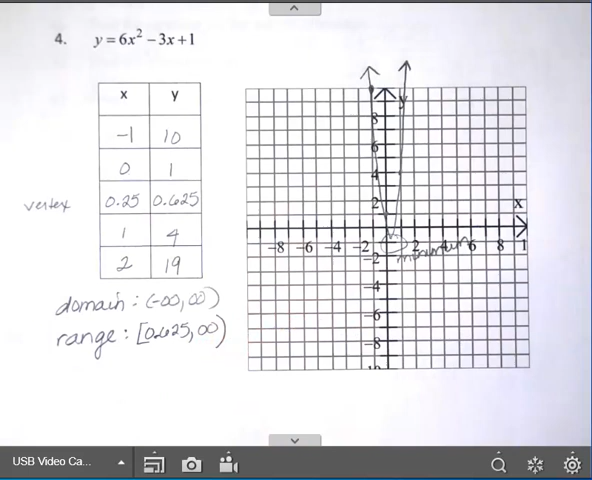 4. y = 6x² – 3x + 1
x y
-1 10
0 1
vertex 0.25 0.625
1 4
2 19
domain : (-∞, ∞)
range : [0.625, ∞)
y
8
6
4
2
x
-8 -6 -4 -2 2 4 6 8 1
minimum
-2
-4
-6
-8
USB Video Ca...